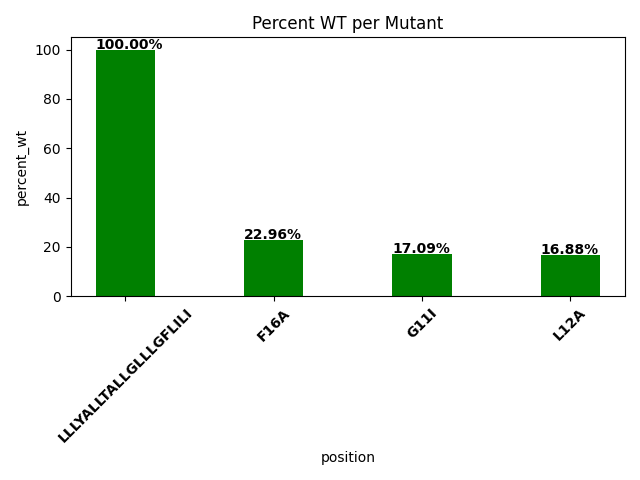 Percent WT per Mutant
percent_wt
100
80
60
40
20
0
100.00%
22.96%
17.09%
16.88%
LLLYALLTALLGLLLGFLILI
F16A
G11I
L12A
position